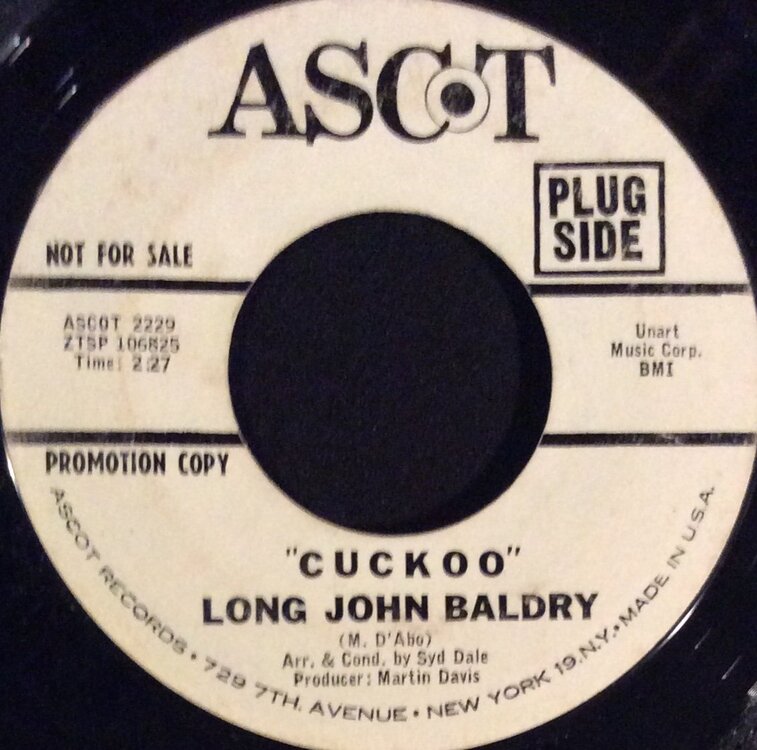 ASCOT
PLUG
SIDE
NOT FOR SALE
ASCOT 2229
ZTSP 106825
Time: 2:27
Unart
Music Corp.
BMI
PROMOTION COPY
"CUCKOO"
LONG JOHN BALDRY
(M. D'Abo)
Arr. & Cond. by Syd Dale
Producer: Martin Davis
ASCOT RECORDS • 729 7TH. AVENUE • NEW YORK 19, N.Y. • MADE IN U.S.A.